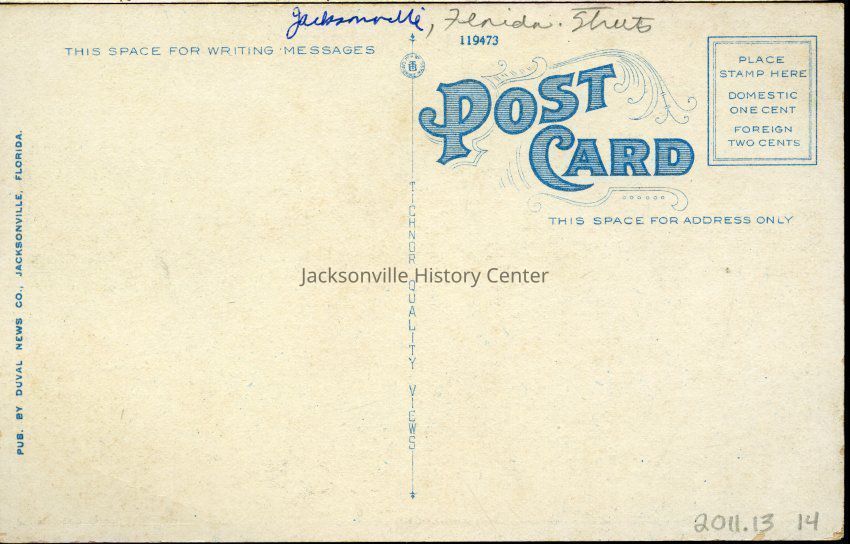 Jacksonville, Florida. Streets
119473
THIS SPACE FOR WRITING MESSAGES
POST
CARD
PLACE
STAMP HERE
DOMESTIC
ONE CENT
FOREIGN
TWO CENTS
THIS SPACE FOR ADDRESS ONLY
PUB. BY DUVAL NEWS CO., JACKSONVILLE, FLORIDA.
TICHNOR QUALITY VIEWS
Jacksonville History Center
2011.13 14